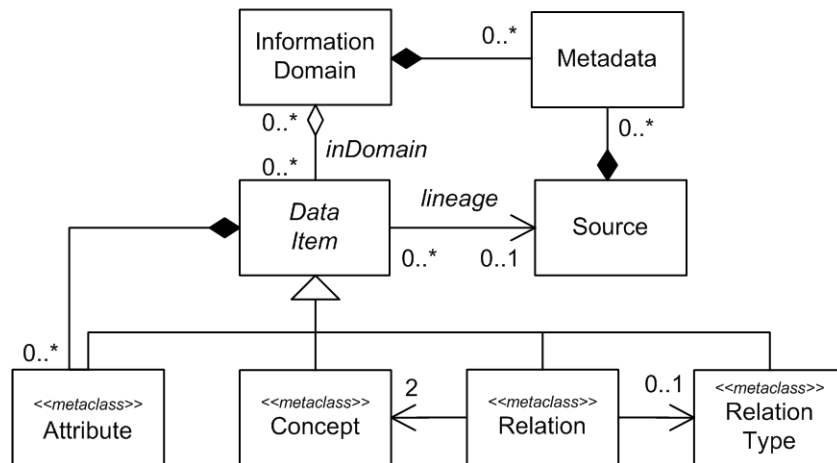 Information
Domain
0..*
Metadata
0..*
inDomain
0..*
0..*
Data
Item
lineage
0..*
0..1
Source
0..*
<<metaclass>>
Attribute
<<metaclass>>
Concept
2
<<metaclass>>
Relation
0..1
<<metaclass>>
Relation
Type